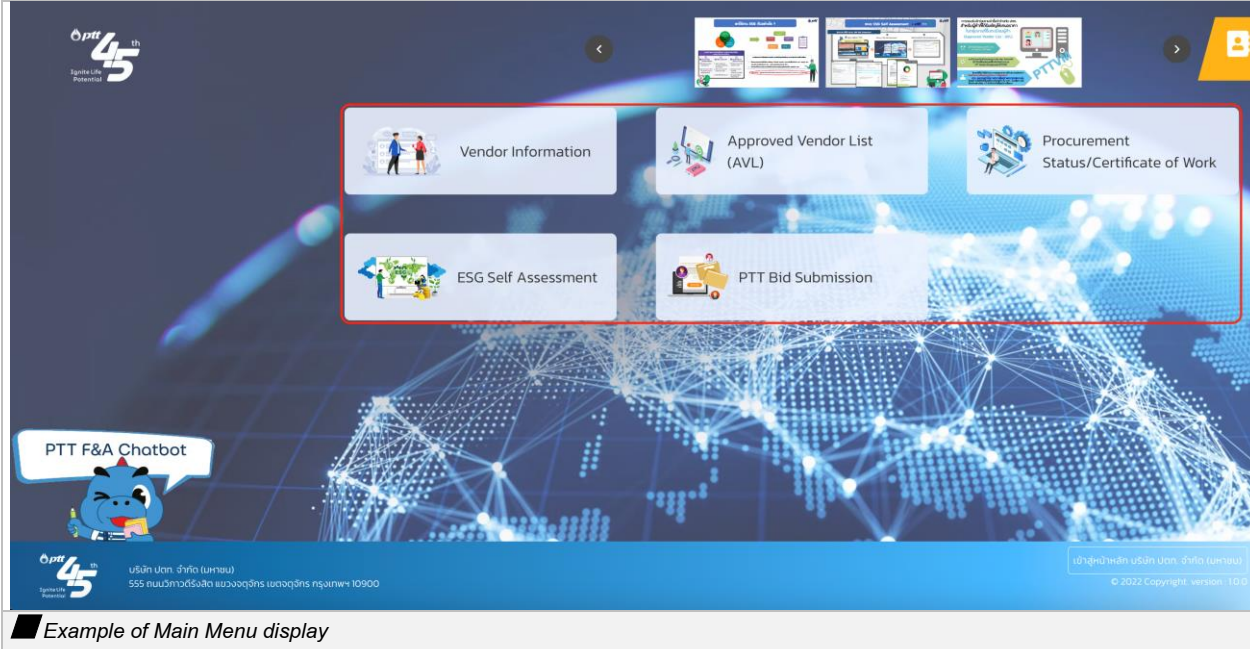 ptt 45 th
Ignite Life
Potential
PTTVM
Vendor Information
Approved Vendor List
(AVL)
Procurement
Status/Certificate of Work
ESG Self Assessment
PTT Bid Submission
PTT F&A Chatbot
ptt 45 th
Ignite Life
Potential
บริษัท ปตท. จำกัด (มหาชน)
555 ถนนวิภาวดีรังสิต แขวงจตุจักร เขตจตุจักร กรุงเทพฯ 10900
เข้าสู่หน้าหลัก บริษัท ปตท. จำกัด (มหาชน)
© 2022 Copyright: version : 1.0.0
Example of Main Menu display